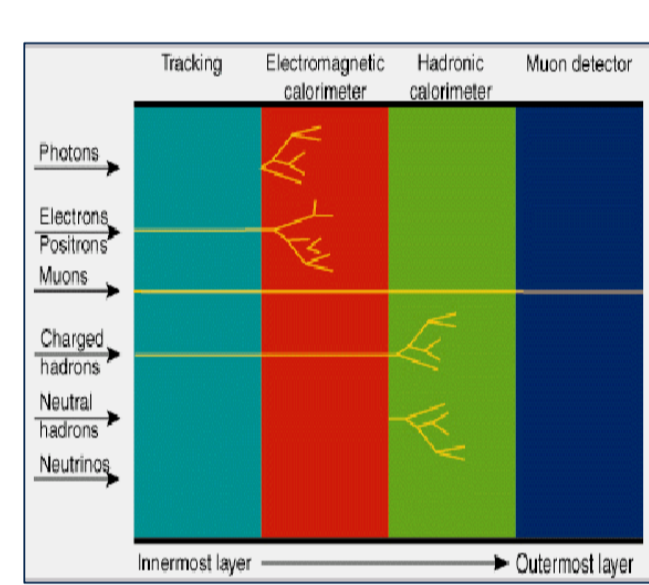 Tracking
Electromagnetic
calorimeter
Hadronic
calorimeter
Muon detector
Photons
Electrons
Positrons
Muons
Charged
hadrons
Neutral
hadrons
Neutrinos
Innermost layer
Outermost layer